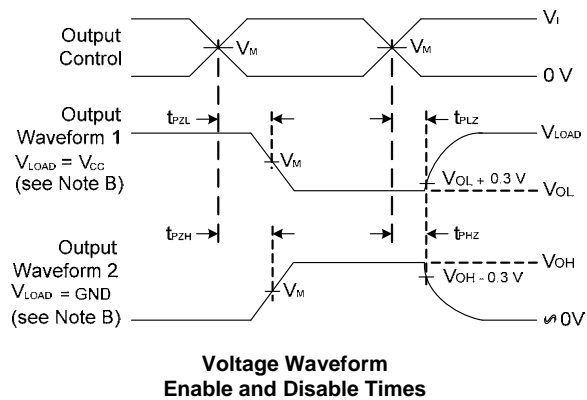 Output
Control
VM
VM
VI
0 V
Output
Waveform 1
VLOAD = VCC
(see Note B)
tPZL
tPLZ
VM
VLOAD
VOL + 0.3 V
VOL
Output
Waveform 2
VLOAD = GND
(see Note B)
tPZH
tPHZ
VM
VOH
VOH - 0.3 V
≈ 0V
Voltage Waveform
Enable and Disable Times